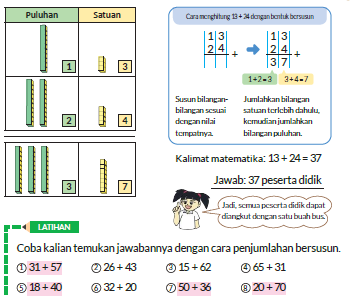 Puluhan Satuan
1 3
2 4
3 7
Cara menghitung 13 + 34 dengan bentuk bersusun
1 3 1 3
2 4 + 2 4 +
3 7
1+2=3 3+4=7
Susun bilangan-
bilangan sesuai
dengan nilai
tempatnya.
Jumlahkan bilangan
satuan terlebih dahulu,
kemudian jumlahkan
bilangan puluhan.
Kalimat matematika: 13 + 24 = 37
Jawab: 37 peserta didik
Jadi, semua peserta didik dapat
diangkut dengan satu buah bus.
LATIHAN
Coba kalian temukan jawabannya dengan cara penjumlahan bersusun.
① 31 + 57 ② 26 + 43 ③ 15 + 62 ④ 65 + 31
⑤ 18 + 40 ⑥ 32 + 20 ⑦ 50 + 36 ⑧ 20 + 70